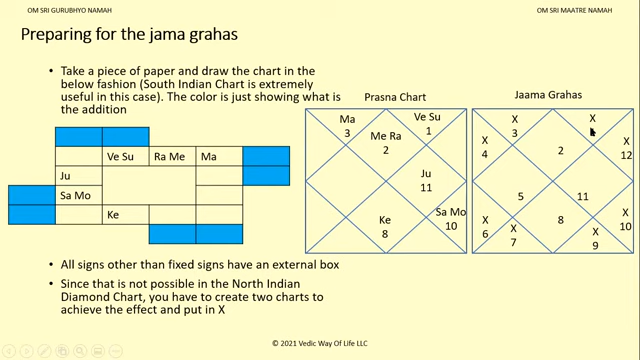 OM SRI GURUBHYO NAMAH
OM SRI MAATRE NAMAH
Preparing for the jama grahas
• Take a piece of paper and draw the chart in the
below fashion (South Indian Chart is extremely
useful in this case). The color is just showing what is
the addition
Ve Su
Ra Me
Ma
Ju
Sa Mo
Ke
Prasna Chart
Ma
3
Ve Su
1
Me Ra
2
Ju
11
Ke
8
Sa Mo
10
Jaama Grahas
X
3
X
X
4
2
X
12
5
11
X
6
X
7
8
X
9
X
10
• All signs other than fixed signs have an external box
• Since that is not possible in the North Indian
Diamond Chart, you have to create two charts to
achieve the effect and put in X
© 2021 Vedic Way Of Life LLC